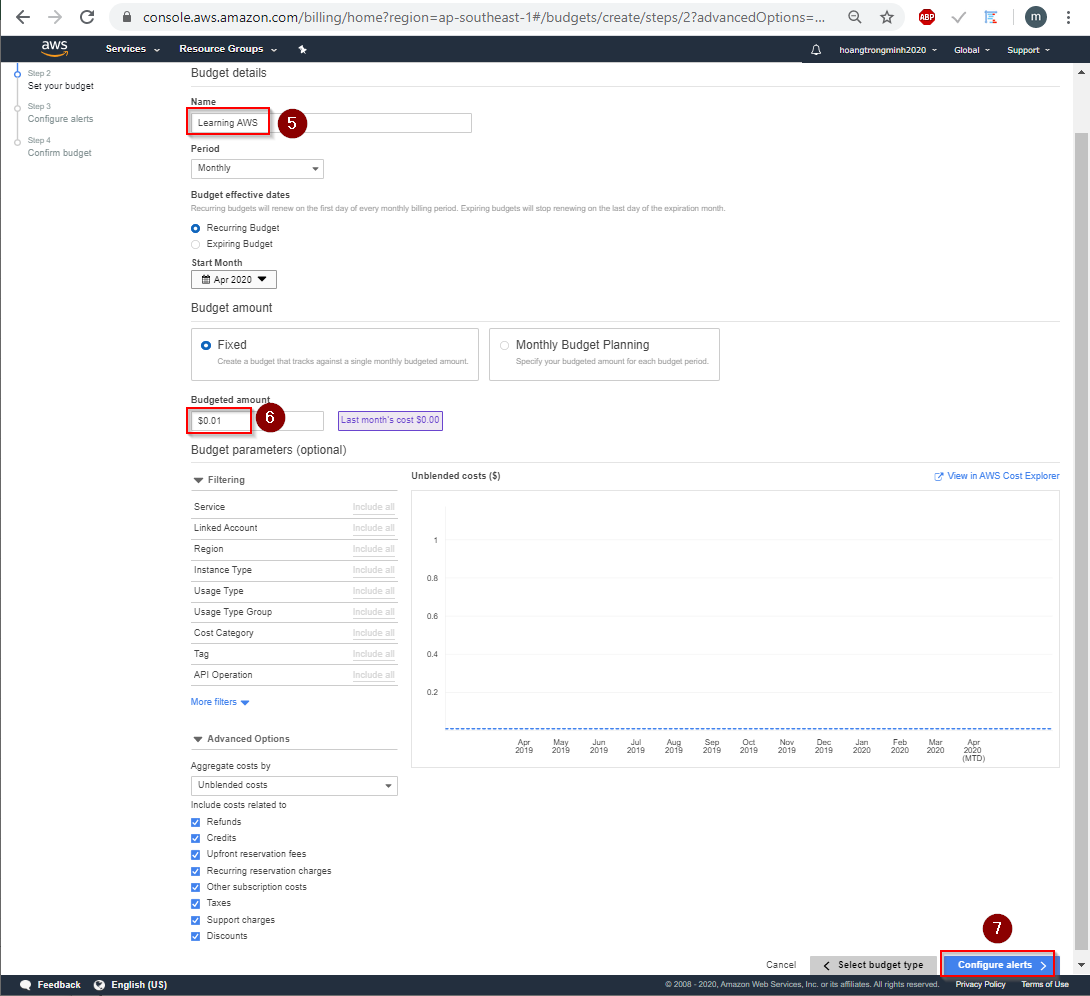 console.aws.amazon.com/billing/home?region=ap-southeast-1#/budgets/create/steps/2?advancedOptions=...
ABP
m
aws
Services
Resource Groups
hoangtrongminh2020
Global
Support
Step 2
Set your budget
Step 3
Configure alerts
Step 4
Confirm budget
Budget details
Name
Learning AWS
5
Period
Monthly
Budget effective dates
Recurring budgets will renew on the first day of every monthly billing period. Expiring budgets will stop renewing on the last day of the expiration month.
Recurring Budget
Expiring Budget
Start Month
Apr 2020
Budget amount
Fixed
Create a budget that tracks against a single monthly budgeted amount.
Monthly Budget Planning
Specify your budgeted amount for each budget period.
Budgeted amount
$0.01
6
Last month's cost $0.00
Budget parameters (optional)
Filtering
Service Include all
Linked Account Include all
Region Include all
Instance Type Include all
Usage Type Include all
Usage Type Group Include all
Cost Category Include all
Tag Include all
API Operation Include all
More filters
Unblended costs ($)
View in AWS Cost Explorer
1
0.8
0.6
0.4
0.2
Apr 2019
May 2019
Jun 2019
Jul 2019
Aug 2019
Sep 2019
Oct 2019
Nov 2019
Dec 2019
Jan 2020
Feb 2020
Mar 2020
Apr 2020 (MTD)
Advanced Options
Aggregate costs by
Unblended costs
Include costs related to
Refunds
Credits
Upfront reservation fees
Recurring reservation charges
Other subscription costs
Taxes
Support charges
Discounts
7
Cancel
Select budget type
Configure alerts
Feedback
English (US)
© 2008 - 2020, Amazon Web Services, Inc. or its affiliates. All rights reserved.
Privacy Policy
Terms of Use